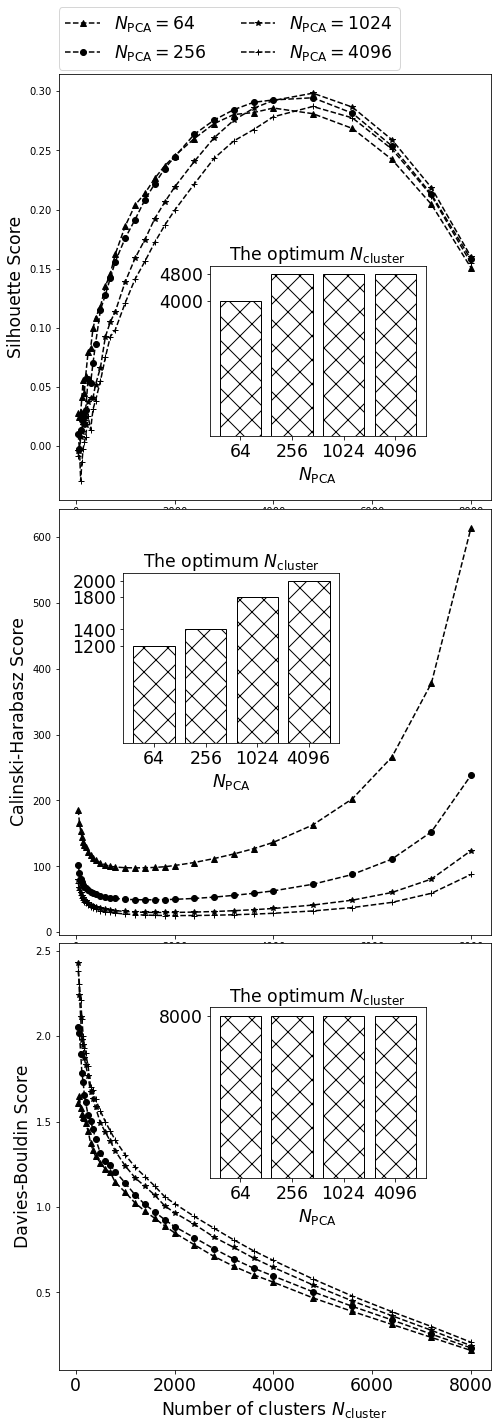 N_PCA = 64
N_PCA = 256
N_PCA = 1024
N_PCA = 4096
Silhouette Score
0.30
0.25
0.20
0.15
0.10
0.05
0.00
The optimum N_cluster
4800
4000
64 256 1024 4096
N_PCA
Calinski-Harabasz Score
600
500
400
300
200
100
0
The optimum N_cluster
2000
1800
1400
1200
64 256 1024 4096
N_PCA
Davies-Bouldin Score
2.5
2.0
1.5
1.0
0.5
The optimum N_cluster
8000
64 256 1024 4096
N_PCA
0 2000 4000 6000 8000
Number of clusters N_cluster